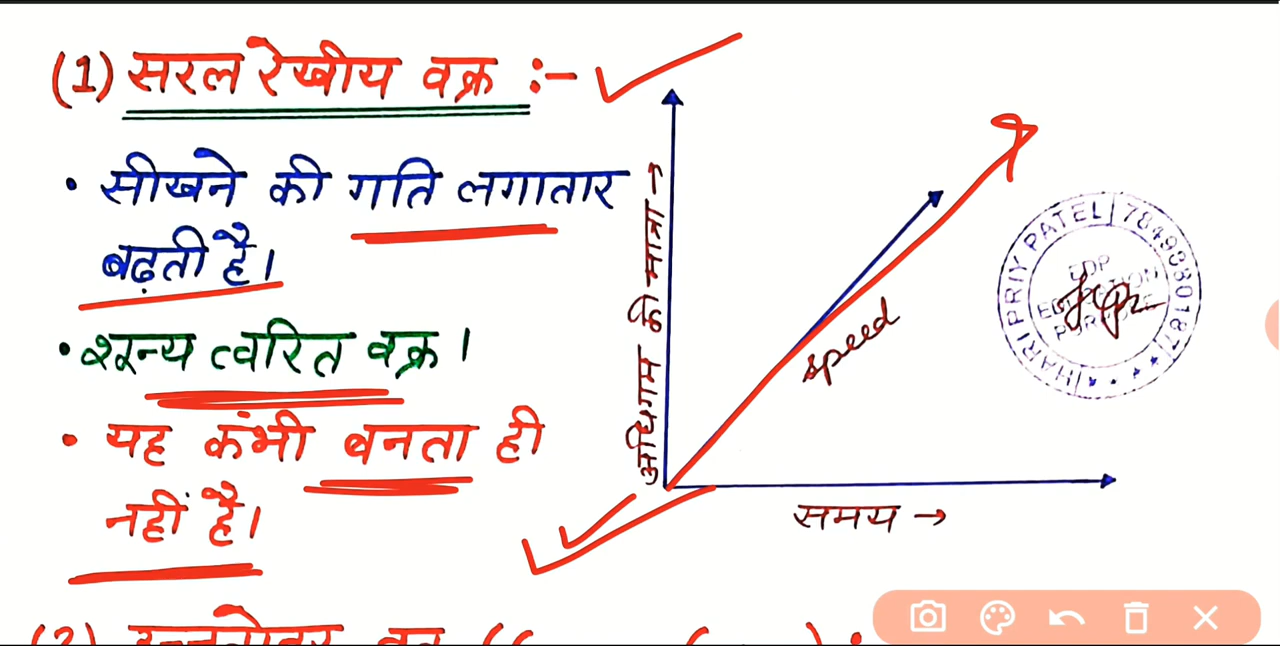 (1) सरल रेखीय वक्र :-
• सीखने की गति लगातार
बढ़ती है।
• शून्य त्वरित वक्र।
• यह कभी बनता ही
नहीं है।
अधिगम की मात्रा →
speed
समय →
HARI PRIY PATEL 7849930187